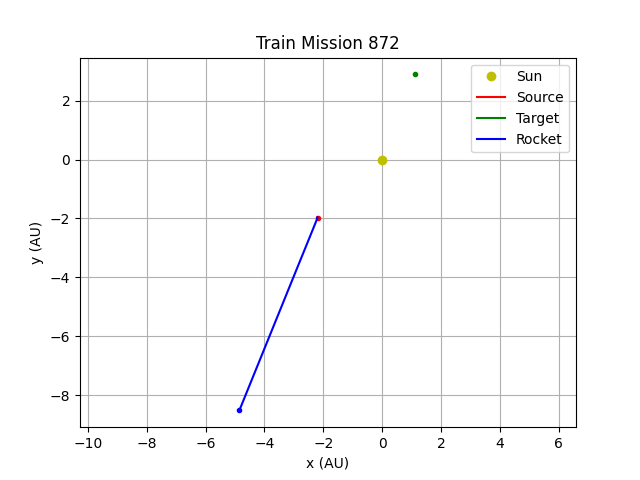 Train Mission 872
Sun
Source
Target
Rocket
2
0
−2
−4
−6
−8
y (AU)
−10
−8
−6
−4
−2
0
2
4
6
x (AU)